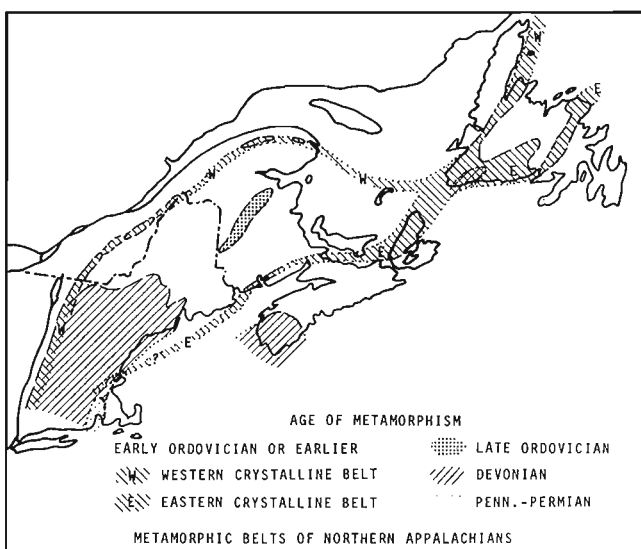 W
E
W
W
E
E
W
E
AGE OF METAMORPHISM
EARLY ORDOVICIAN OR EARLIER
LATE ORDOVICIAN
W WESTERN CRYSTALLINE BELT
DEVONIAN
E EASTERN CRYSTALLINE BELT
PENN.-PERMIAN
METAMORPHIC BELTS OF NORTHERN APPALACHIANS